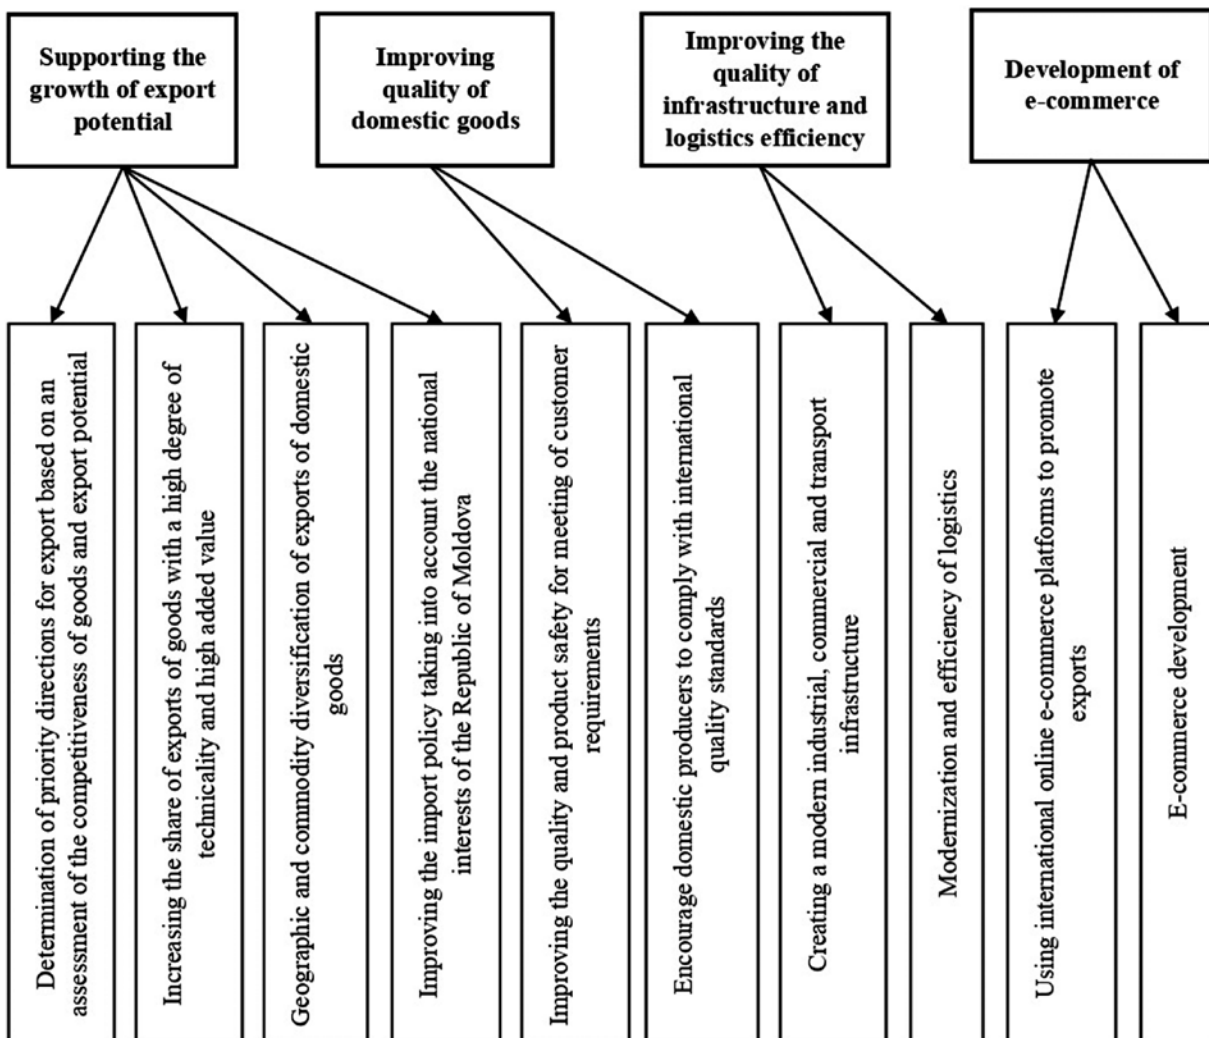 Supporting the
growth of export
potential
Improving
quality of
domestic goods
Improving the
quality of
infrastructure and
logistics efficiency
Development of
e-commerce
Determination of priority directions for export based on an
assessment of the competitiveness of goods and export potential
Increasing the share of exports of goods with a high degree of
technicality and high added value
Geographic and commodity diversification of exports of domestic
goods
Improving the import policy taking into account the national
interests of the Republic of Moldova
Improving the quality and product safety for meeting of customer
requirements
Encourage domestic producers to comply with international
quality standards
Creating a modern industrial, commercial and transport
infrastructure
Modernization and efficiency of logistics
Using international online e-commerce platforms to promote
exports
E-commerce development